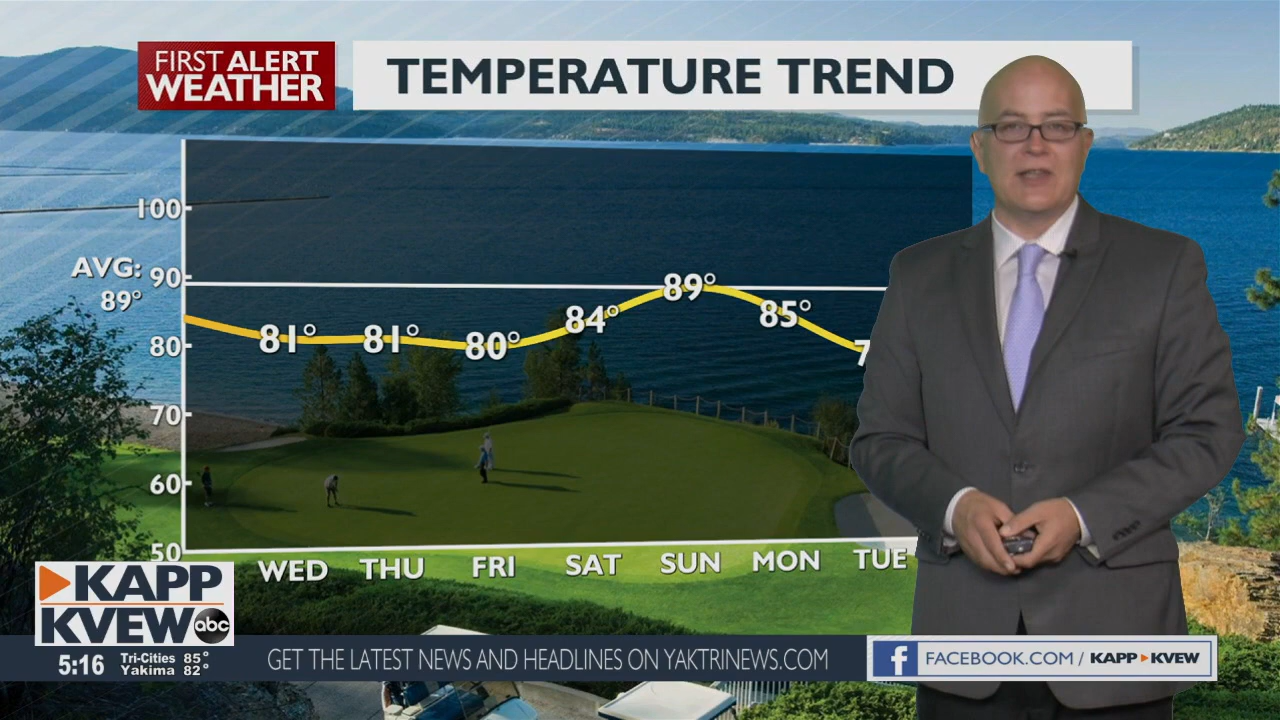 FIRST ALERT
WEATHER
TEMPERATURE TREND
100
AVG:
89°
90
80
70
60
50
81°
81°
80°
84°
89°
85°
7
WED
THU
FRI
SAT
SUN
MON
TUE
KAPP
KVEW
abc
5:16
Tri-Cities 85°
Yakima 82°
GET THE LATEST NEWS AND HEADLINES ON YAKTRINEWS.COM
f
FACEBOOK.COM / KAPP KVEW